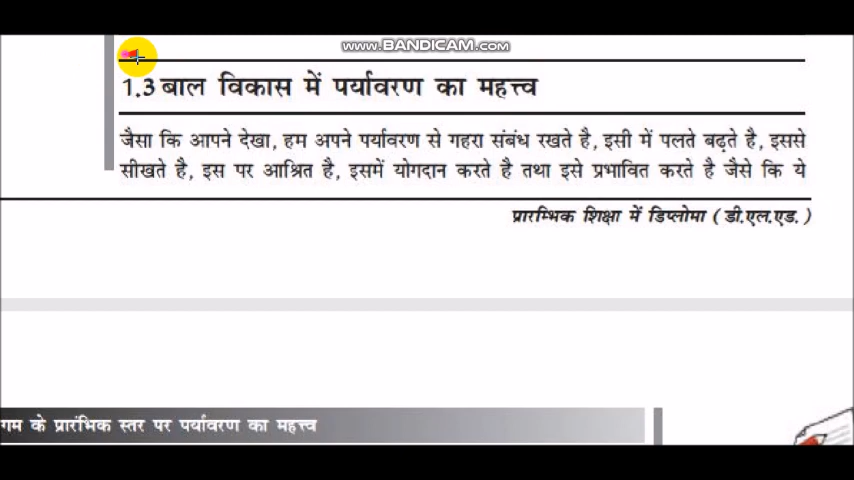 www.BANDICAM.com
1.3 बाल विकास में पर्यावरण का महत्त्व
जैसा कि आपने देखा, हम अपने पर्यावरण से गहरा संबंध रखते है, इसी में पलते बढ़ते है, इससे
सीखते है, इस पर आश्रित है, इसमें योगदान करते है तथा इसे प्रभावित करते है जैसे कि ये
प्रारम्भिक शिक्षा में डिप्लोमा ( डी.एल.एड. )
गम के प्रारंभिक स्तर पर पर्यावरण का महत्त्व